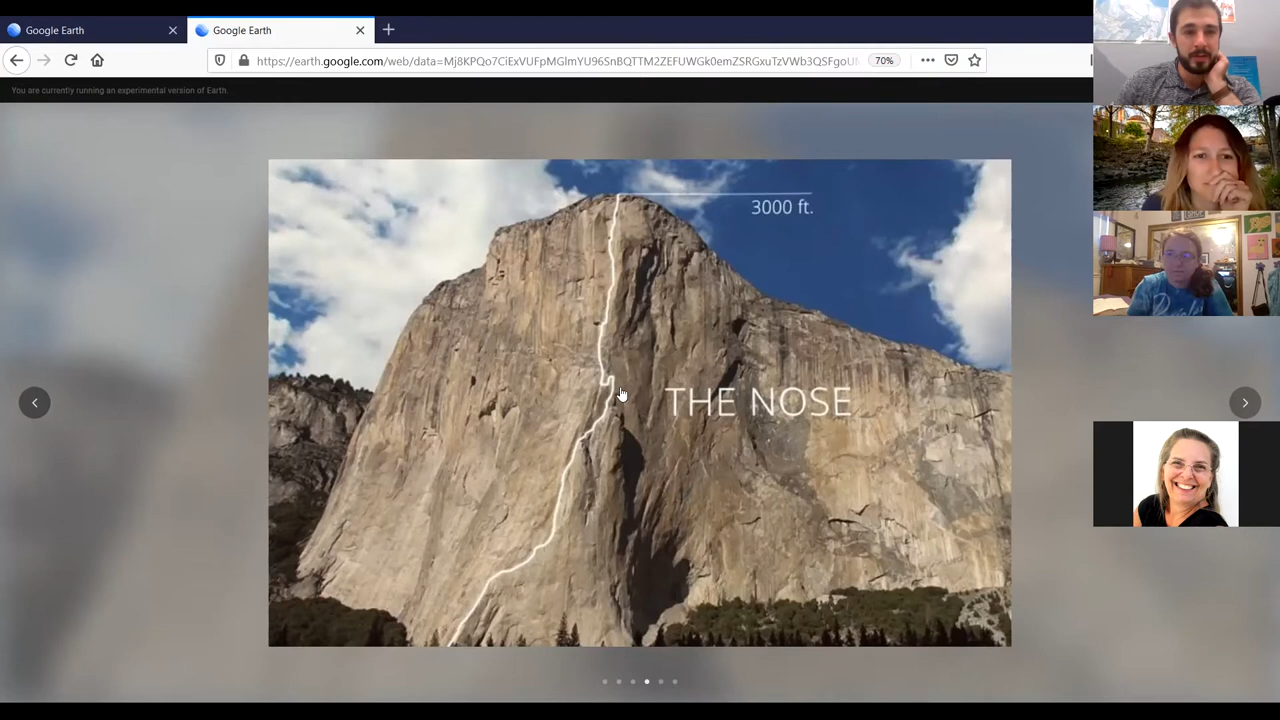 Google Earth
Google Earth
https://earth.google.com/web/data=Mj8KPQo7CjExVUFpMGlmYU96SnBQTTM2ZEFUWGk0emZSRGxuTzVWb3QSFgoU
70%
You are currently running an experimental version of Earth.
3000 ft.
THE NOSE